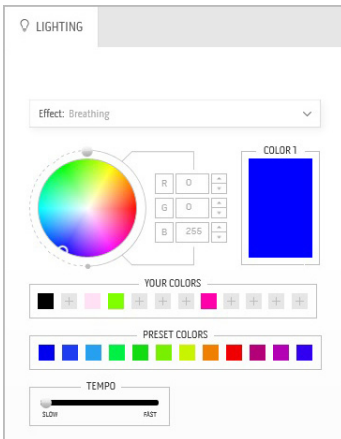 LIGHTING
Effect: Breathing
COLOR 1
R 0
G 0
B 255
YOUR COLORS
PRESET COLORS
TEMPO
SLOW FAST